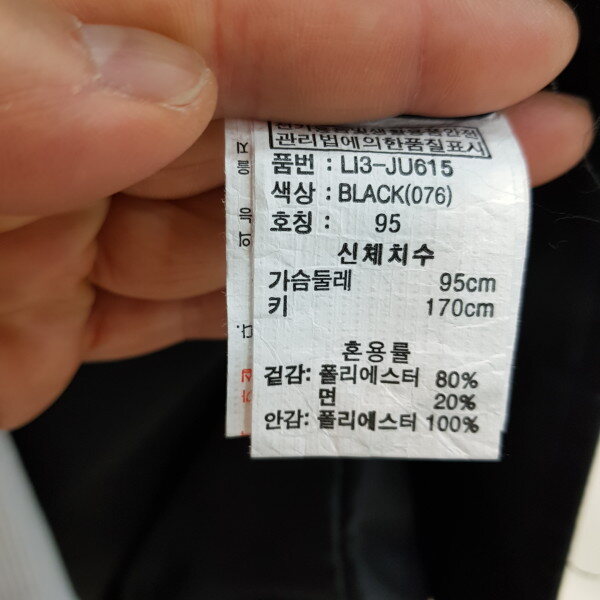 관리법에의한품질표시
품번 : LI3-JU615
색상 : BLACK(076)
호칭 : 95
신체치수
가슴둘레 95cm
키 170cm
혼용률
겉감: 폴리에스터 80%
면 20%
안감: 폴리에스터 100%